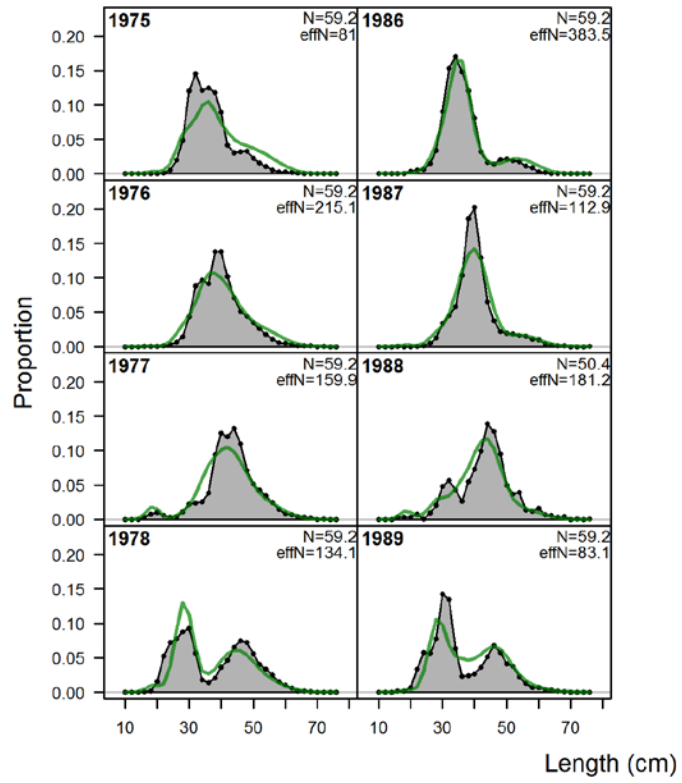 1975 N=59.2
effN=81
1986 N=59.2
effN=383.5
0.20
0.15
0.10
0.05
0.00
1976 N=59.2
effN=215.1
1987 N=59.2
effN=112.9
0.20
0.15
0.10
0.05
0.00
Proportion
1977 N=59.2
effN=159.9
1988 N=50.4
effN=181.2
0.20
0.15
0.10
0.05
0.00
1978 N=59.2
effN=134.1
1989 N=59.2
effN=83.1
0.20
0.15
0.10
0.05
0.00
10 30 50 70 10 30 50 70
Length (cm)